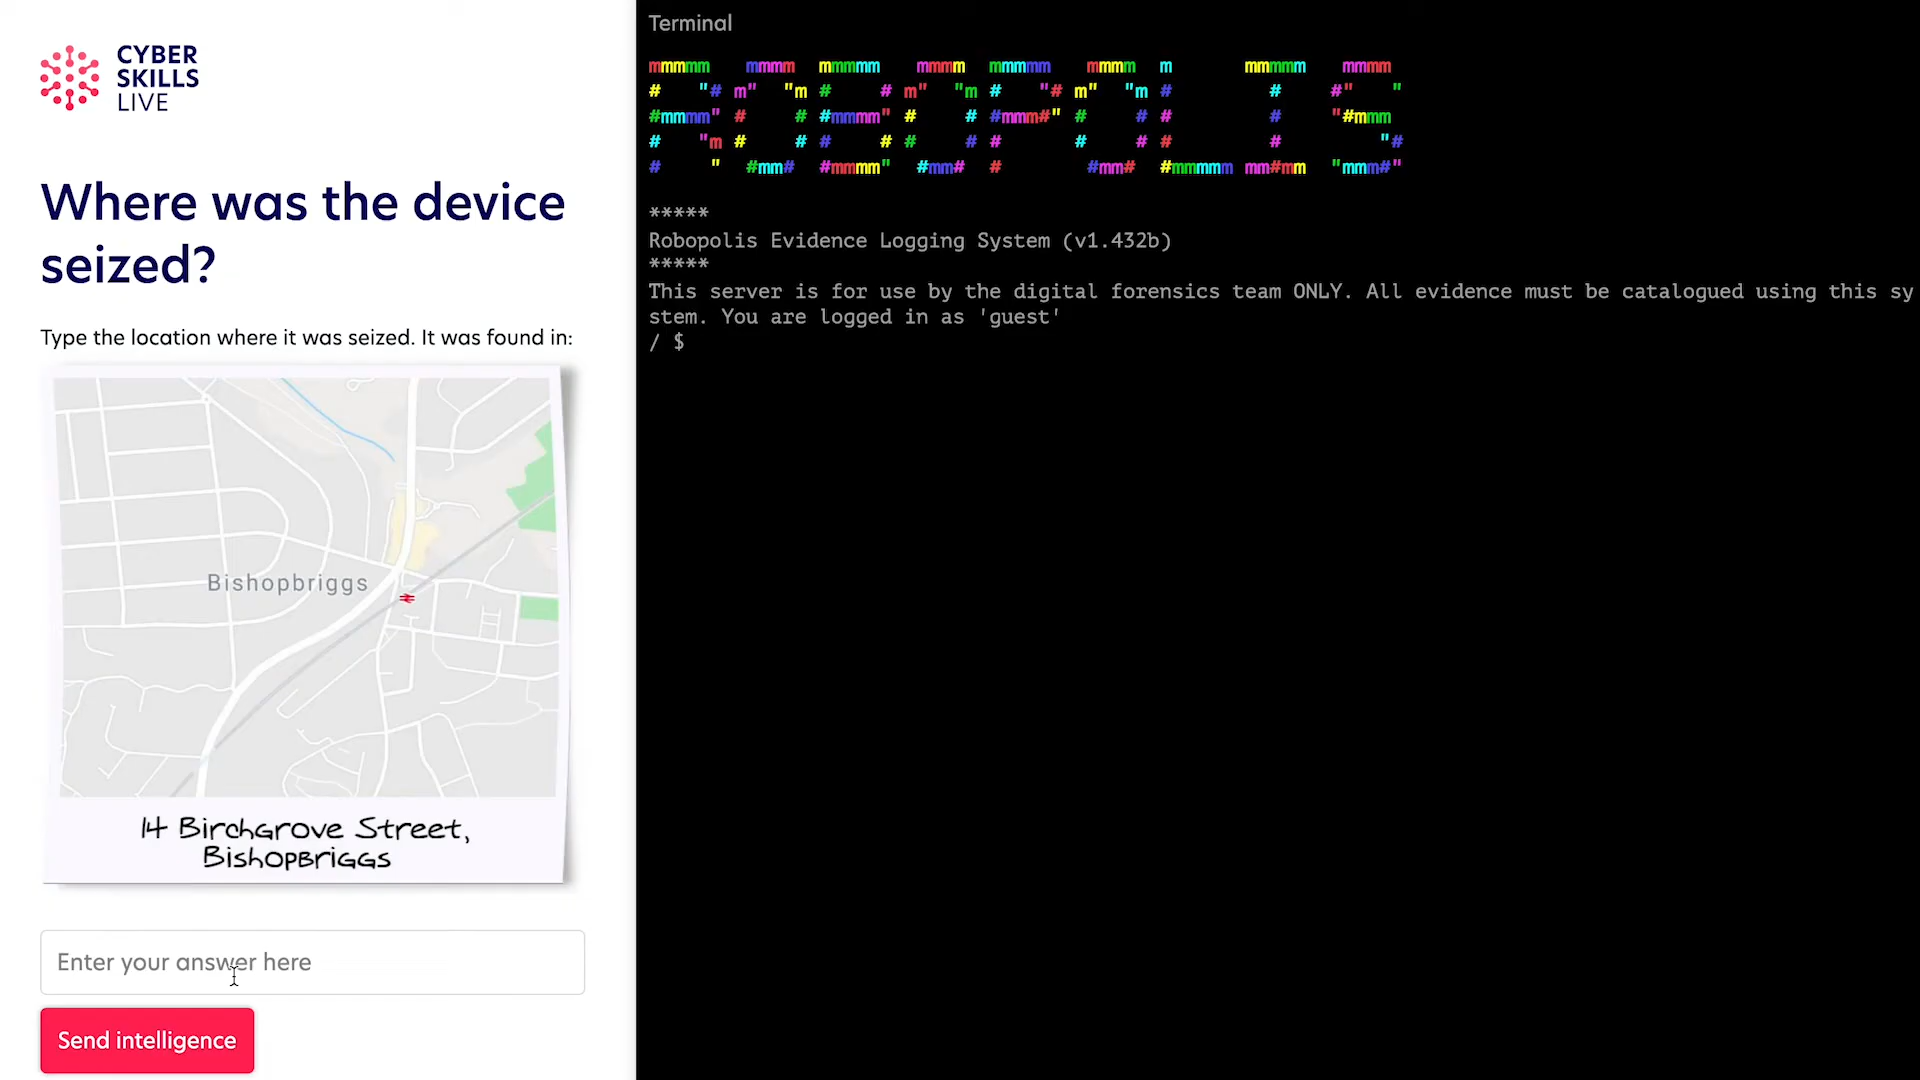 CYBER
SKILLS
LIVE
Where was the device
seized?
Type the location where it was seized. It was found in:
Bishopbriggs
14 Birchgrove Street,
Bishopbriggs
Enter your answer here
Send intelligence
Terminal
ROBOPOLIS
*****
Robopolis Evidence Logging System (v1.432b)
*****
This server is for use by the digital forensics team ONLY. All evidence must be catalogued using this sy
stem. You are logged in as 'guest'
/ $